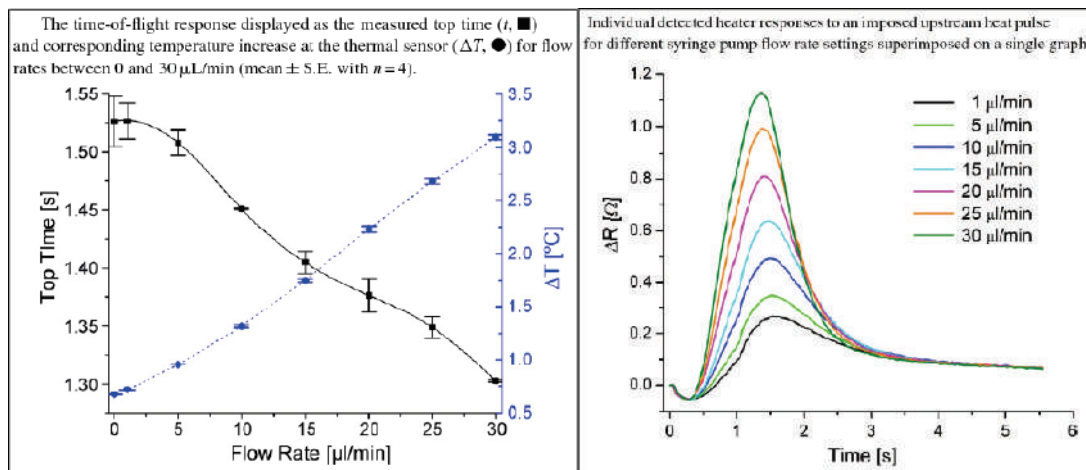 The time-of-flight response displayed as the measured top time (t, ■)
and corresponding temperature increase at the thermal sensor (ΔT, ●) for flow
rates between 0 and 30 μL/min (mean ± S.E. with n = 4).
1.55
1.50
1.45
1.40
1.35
1.30
Top Time [s]
0 5 10 15 20 25 30
Flow Rate [μl/min]
3.5
3.0
2.5
2.0
1.5
1.0
0.5
ΔT [ºC]
Individual detected heater responses to an imposed upstream heat pulse
for different syringe pump flow rate settings superimposed on a single graph
1.2
1.0
0.8
0.6
0.4
0.2
0.0
ΔR [Ω]
1 μl/min
5 μl/min
10 μl/min
15 μl/min
20 μl/min
25 μl/min
30 μl/min
0 1 2 3 4 5 6
Time [s]